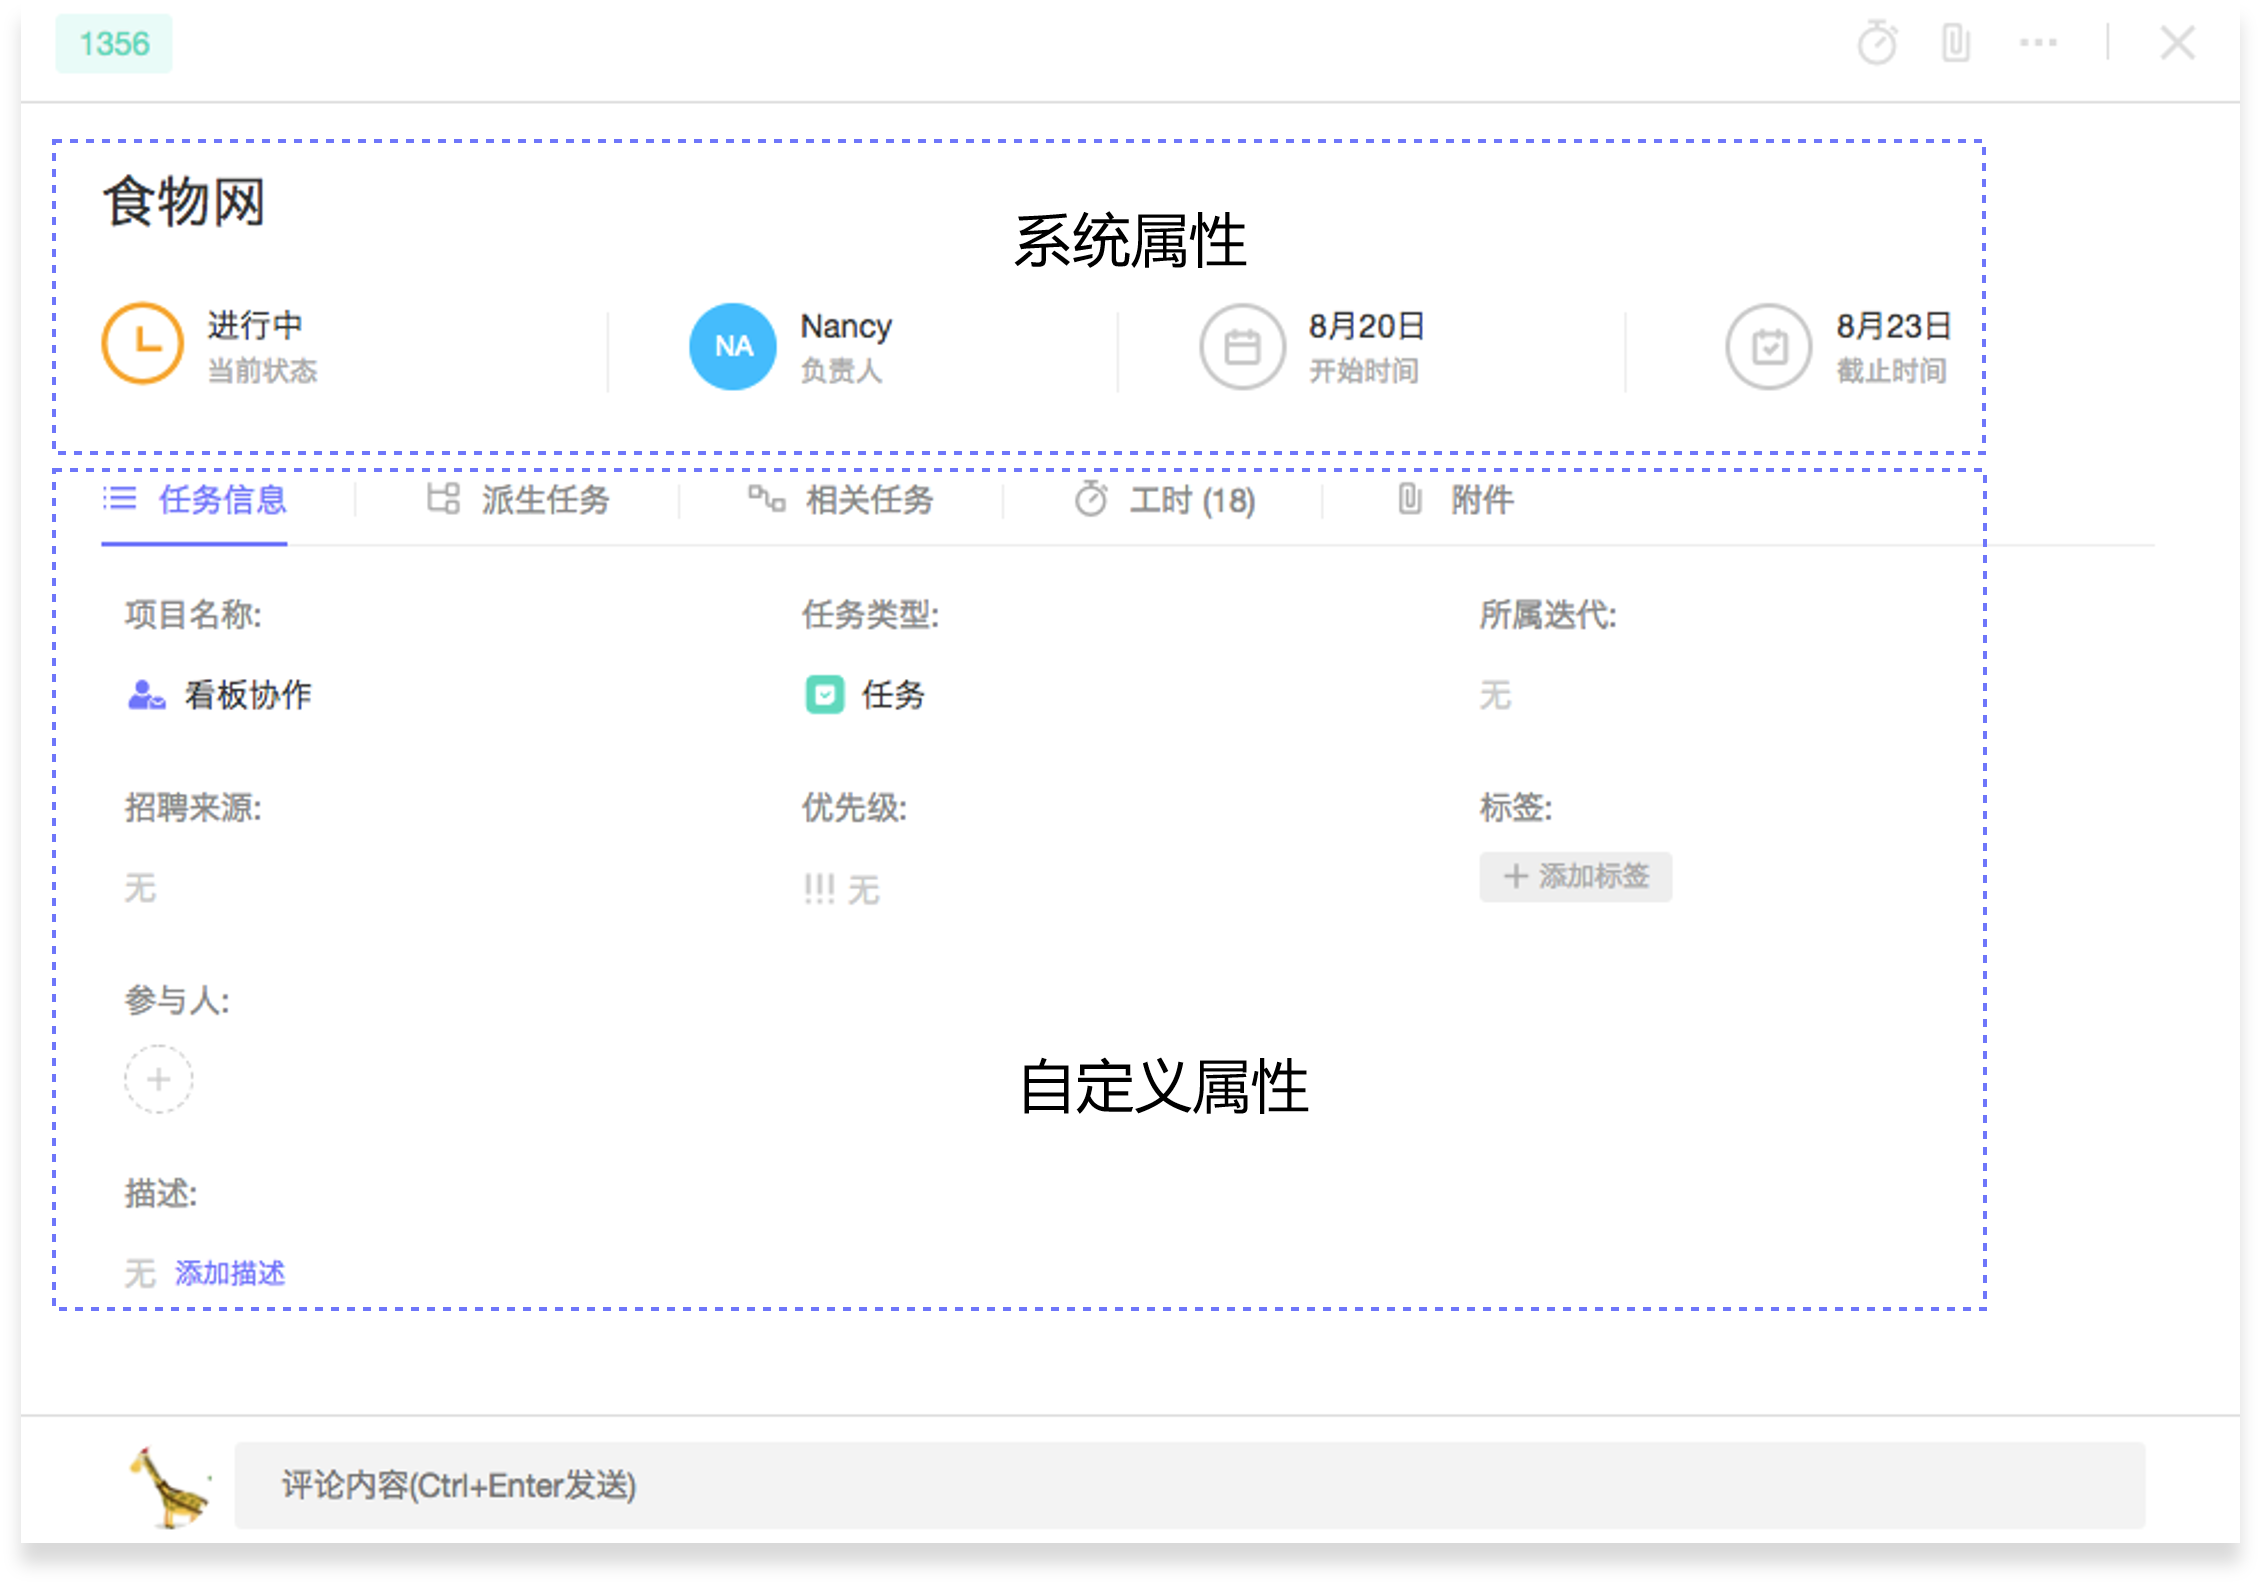 1356
食物网
系统属性
进行中
当前状态
NA
Nancy
负责人
8月20日
开始时间
8月23日
截止时间
任务信息
派生任务
相关任务
工时 (18)
附件
项目名称:
任务类型:
所属迭代:
看板协作
任务
无
招聘来源:
优先级:
标签:
无
!!! 无
+ 添加标签
参与人:
+
自定义属性
描述:
无 添加描述
评论内容(Ctrl+Enter发送)